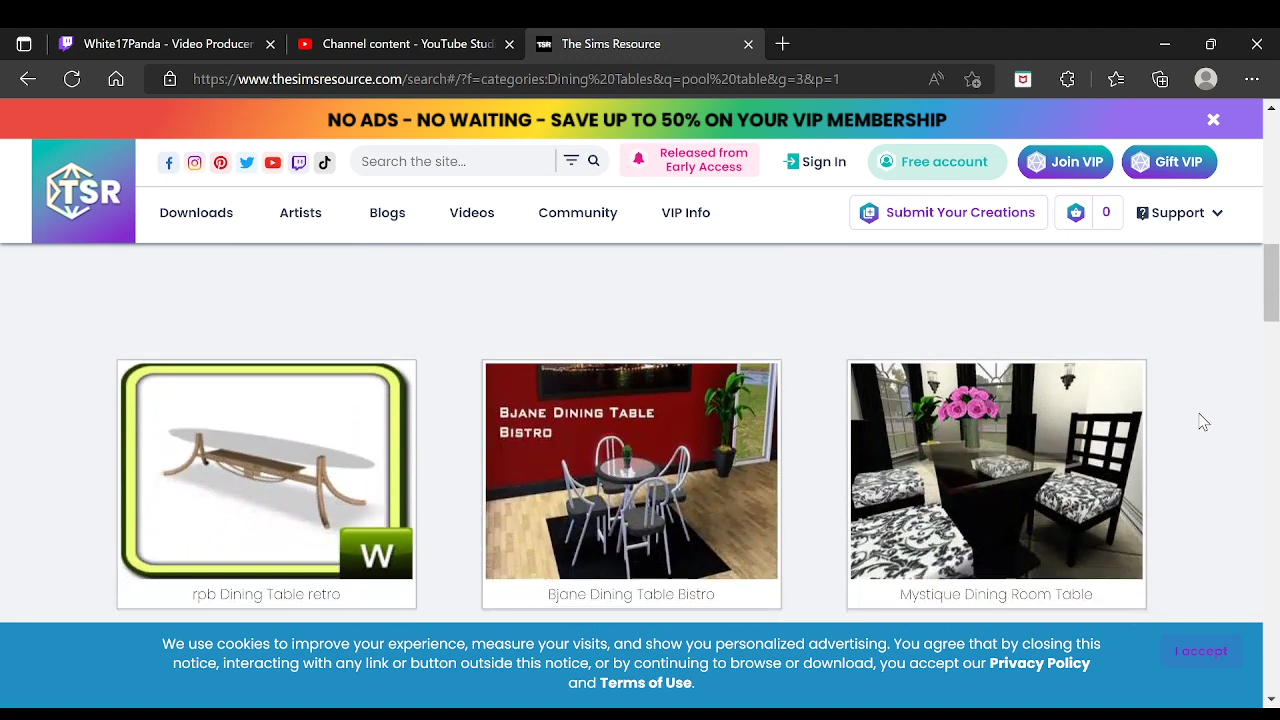 White17Panda - Video Producer
Channel content - YouTube Stud
TSR The Sims Resource
https://www.thesimsresource.com/search#/?f=categories:Dining%20Tables&q=pool%20table&g=3&p=1
NO ADS - NO WAITING - SAVE UP TO 50% ON YOUR VIP MEMBERSHIP
TSR
Search the site...
Released from
Early Access
Sign In
Free account
Join VIP
Gift VIP
Downloads
Artists
Blogs
Videos
Community
VIP Info
Submit Your Creations
0
Support
BJANE DINING TABLE
BISTRO
W
rpb Dining Table retro
Bjane Dining Table Bistro
Mystique Dining Room Table
We use cookies to improve your experience, measure your visits, and show you personalized advertising. You agree that by closing this
notice, interacting with any link or button outside this notice, or by continuing to browse or download, you accept our Privacy Policy
and Terms of Use.
I accept